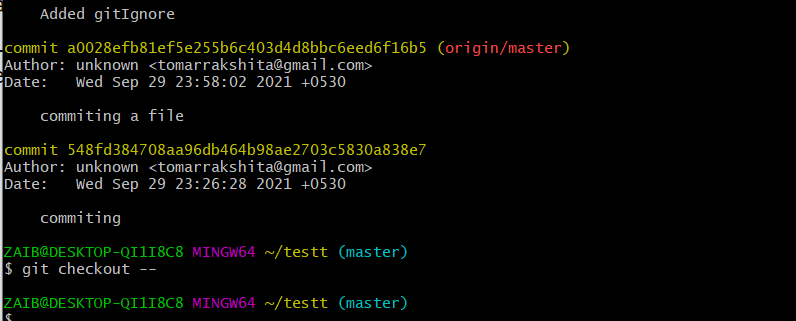 Added gitIgnore
commit a0028efb81ef5e255b6c403d4d8bbc6eed6f16b5 (origin/master)
Author: unknown <tomarrakshita@gmail.com>
Date:   Wed Sep 29 23:58:02 2021 +0530
commiting a file
commit 548fd384708aa96db464b98ae2703c5830a838e7
Author: unknown <tomarrakshita@gmail.com>
Date:   Wed Sep 29 23:26:28 2021 +0530
commiting
ZAIB@DESKTOP-QI1I8C8 MINGW64 ~/testt (master)
$ git checkout --
ZAIB@DESKTOP-QI1I8C8 MINGW64 ~/testt (master)
$